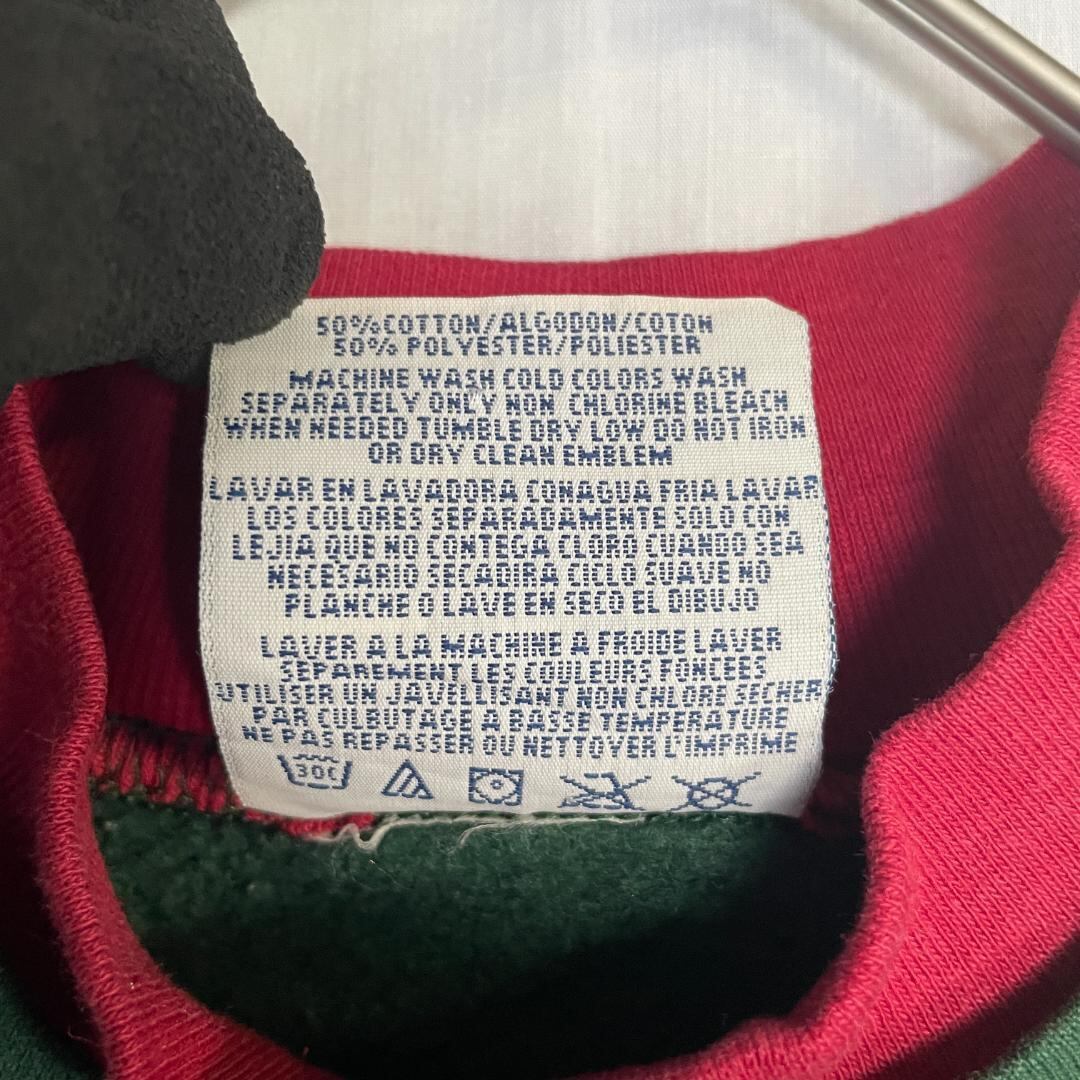 50%COTTON/ALGODON/COTON
50% POLYESTER/POLIESTER
MACHINE WASH COLD COLORS WASH
SEPARATELY ONLY NON CHLORINE BLEACH
WHEN NEEDED TUMBLE DRY LOW DO NOT IRON
OR DRY CLEAN EMBLEM
LAVAR EN LAVADORA CONAGUA FRIA LAVAR
LOS COLORES SEPARADAMENTE SOLO CON
LEJIA QUE NO CONTEGA CLORO CUANDO SEA
NECESARIO SECADIRA CICLO SUAVE NO
PLANCHE O LAVE EN SECO EL DIBUJO
LAVER A LA MACHINE A FROIDE LAVER
SEPAREMENT LES COULEURS FONCEES
UTILISER UN JAVELLISANT NON CHLORE SECHER
PAR CULBUTAGE A BASSE TEMPERATURE
NE PAS REPASSER OU NETTOYER L'IMPRIME
30C